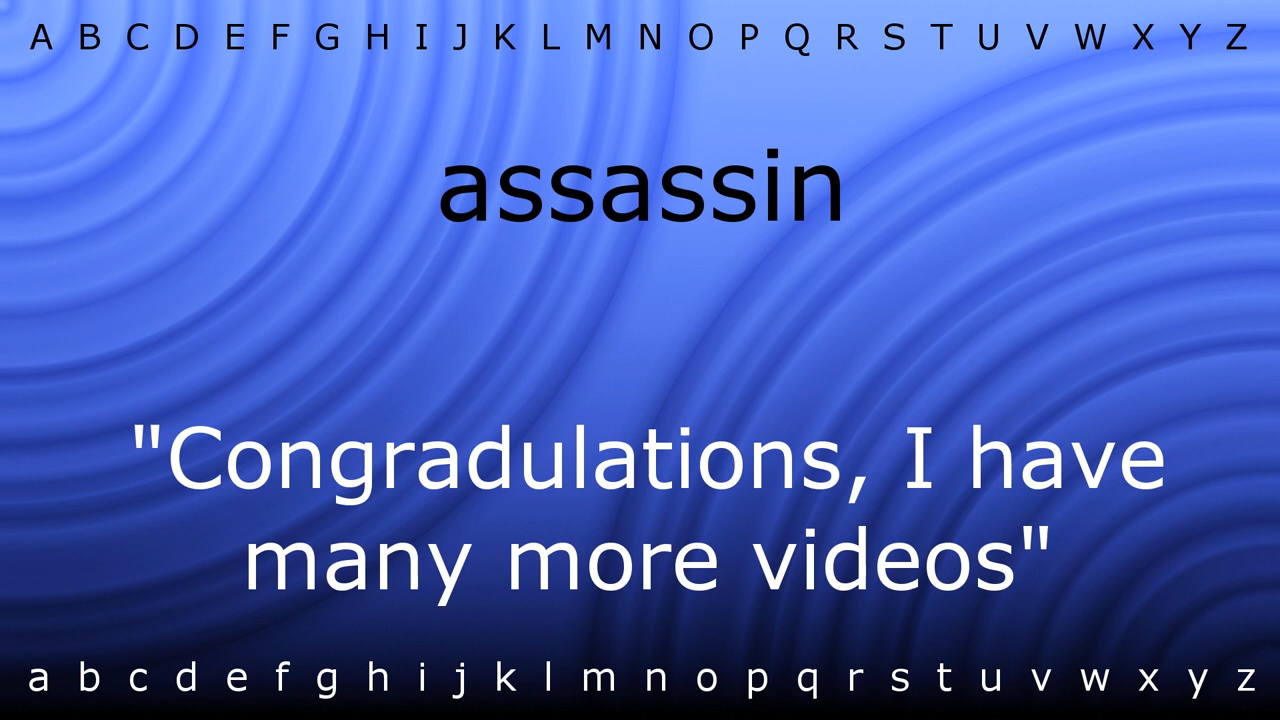 A B C D E F G H I J K L M N O P Q R S T U V W X Y Z
assassin
"Congradulations, I have
many more videos"
a b c d e f g h i j k l m n o p q r s t u v w x y z